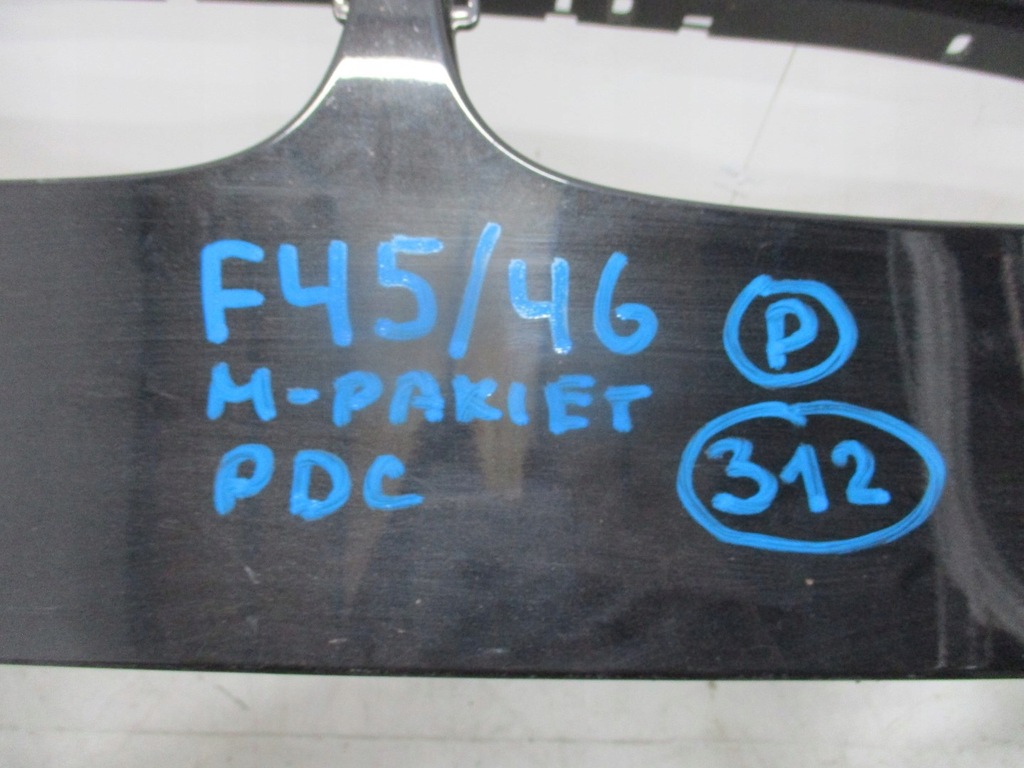 F45/46
P
M-PAKIET
PDC
312